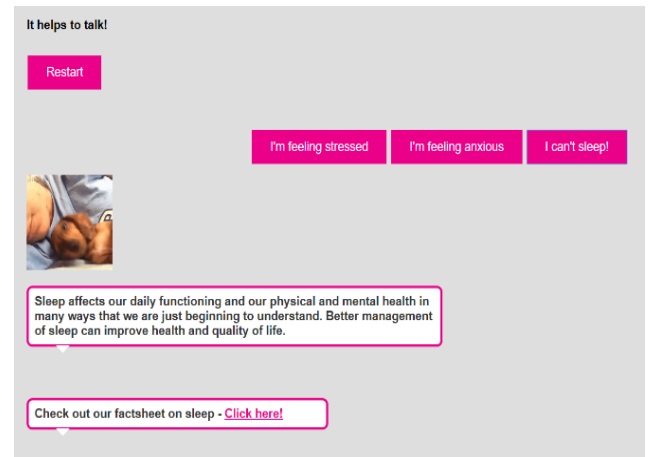 It helps to talk!
Restart
I'm feeling stressed
I'm feeling anxious
I can't sleep!
Sleep affects our daily functioning and our physical and mental health in
many ways that we are just beginning to understand. Better management
of sleep can improve health and quality of life.
Check out our factsheet on sleep - Click here!